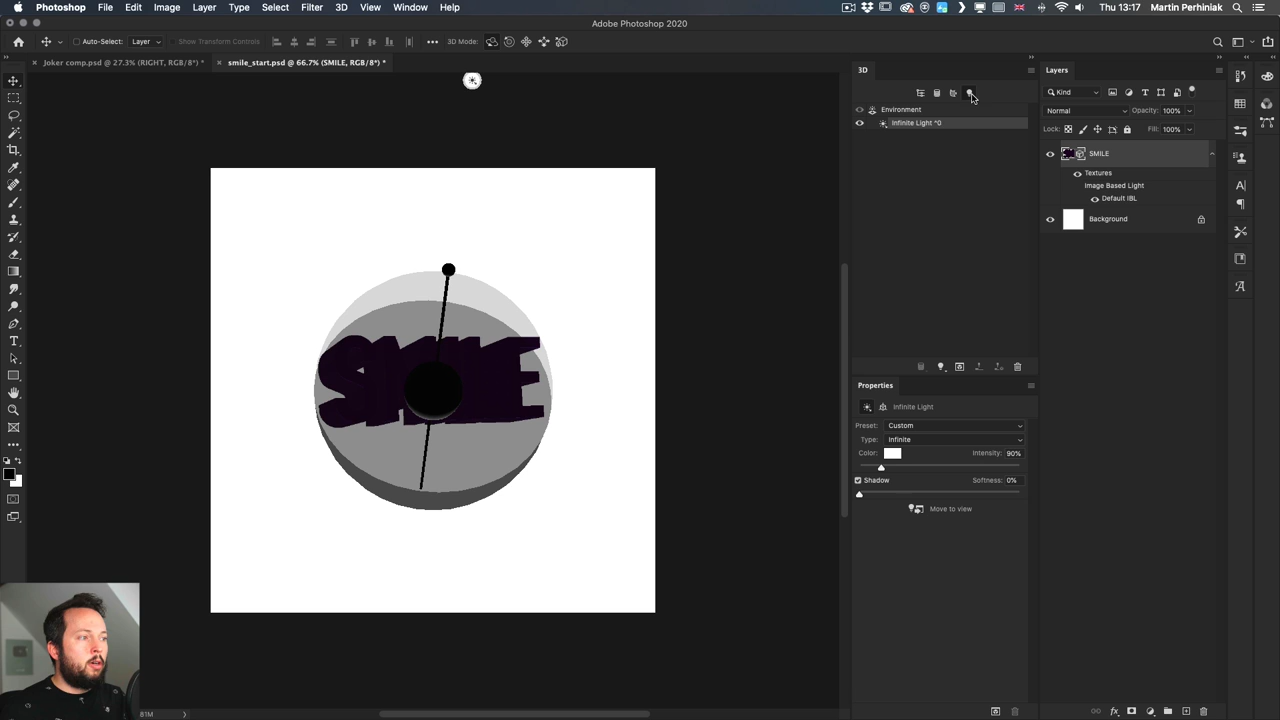 Photoshop File Edit Image Layer Type Select Filter 3D View Window Help
Thu 13:17 Martin Perhiniak
Adobe Photoshop 2020
Auto-Select: Layer Show Transform Controls 3D Mode:
Joker comp.psd @ 27.3% (RIGHT, RGB/8*) *
smile_start.psd @ 66.7% (SMILE, RGB/8*) *
3D
Environment
Infinite Light ^0
SMILE
Properties
Infinite Light
Preset: Custom
Type: Infinite
Color: Intensity: 90%
Shadow Softness: 0%
Move to view
Layers
Kind
Normal Opacity: 100%
Lock: Fill: 100%
SMILE
Textures
Image Based Light
Default IBL
Background
81M